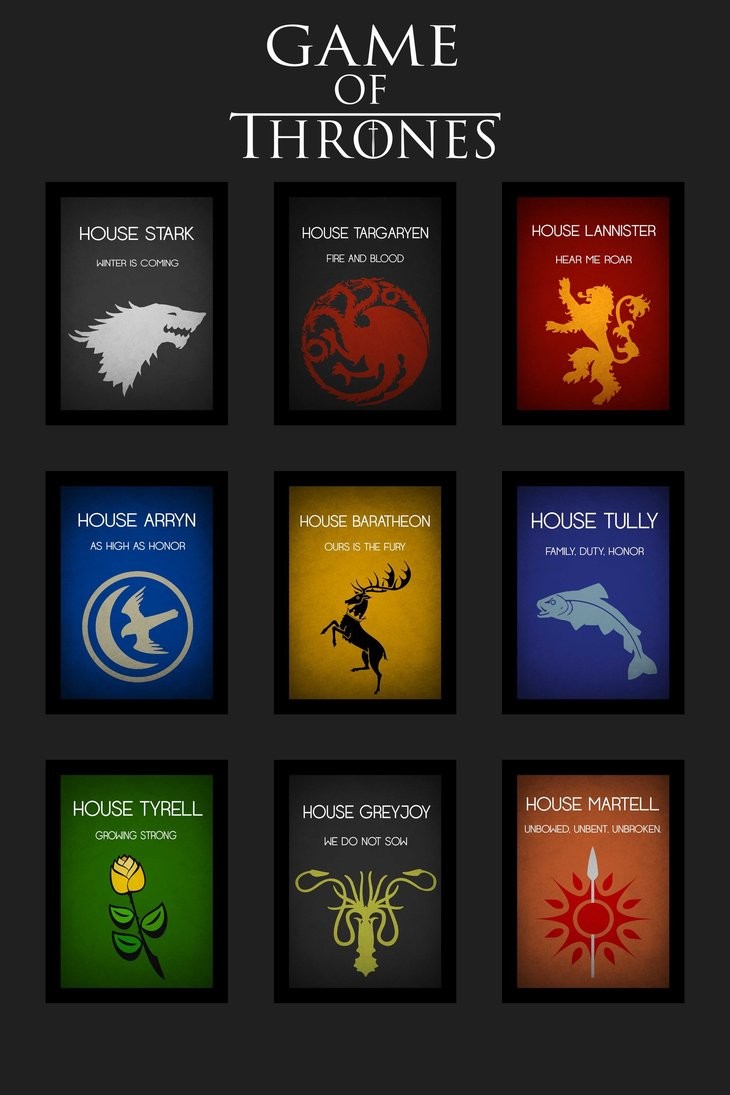 GAME
OF
THRONES
HOUSE STARK
WINTER IS COMING
HOUSE TARGARYEN
FIRE AND BLOOD
HOUSE LANNISTER
HEAR ME ROAR
HOUSE ARRYN
AS HIGH AS HONOR
HOUSE BARATHEON
OURS IS THE FURY
HOUSE TULLY
FAMILY, DUTY, HONOR
HOUSE TYRELL
GROWING STRONG
HOUSE GREYJOY
WE DO NOT SOW
HOUSE MARTELL
UNBOWED, UNBENT, UNBROKEN.